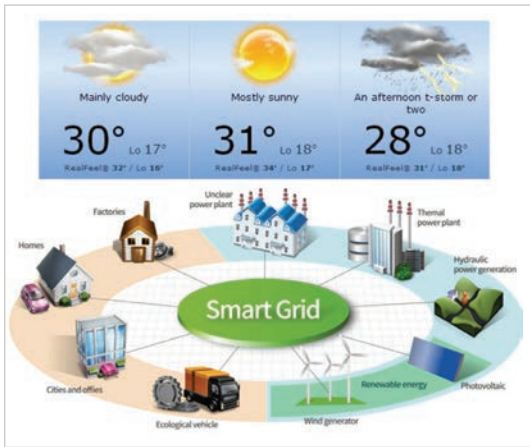 Mainly cloudy
Mostly sunny
An afternoon t-storm or
two
30° Lo 17°
31° Lo 18°
28° Lo 18°
RealFeel® 32° / Lo 16°
RealFeel® 34° / Lo 17°
RealFeel® 31° / Lo 18°
Unclear
power plant
Themal
power plant
Factories
Homes
Hydraulic
power generation
Smart Grid
Cities and offies
Ecological vehicle
Wind generator
Renewable energy
Photovoltaic